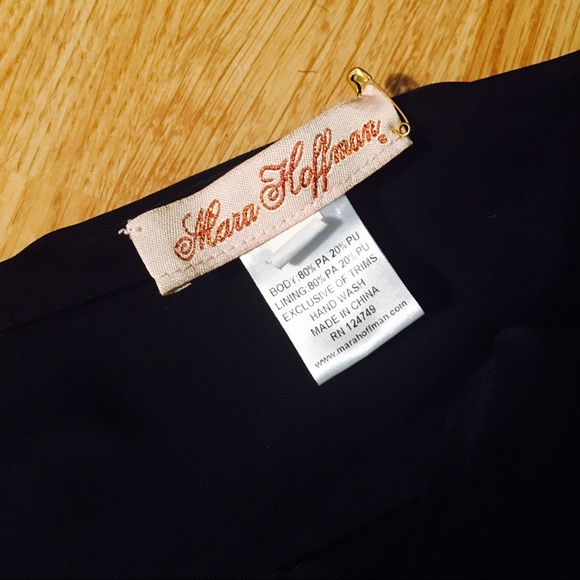 Mara Hoffman®
BODY:80% PA 20% PU
LINING:80% PA 20% PU
EXCLUSIVE OF TRIMS
HAND WASH
MADE IN CHINA
RN 124749
www.marahoffman.com